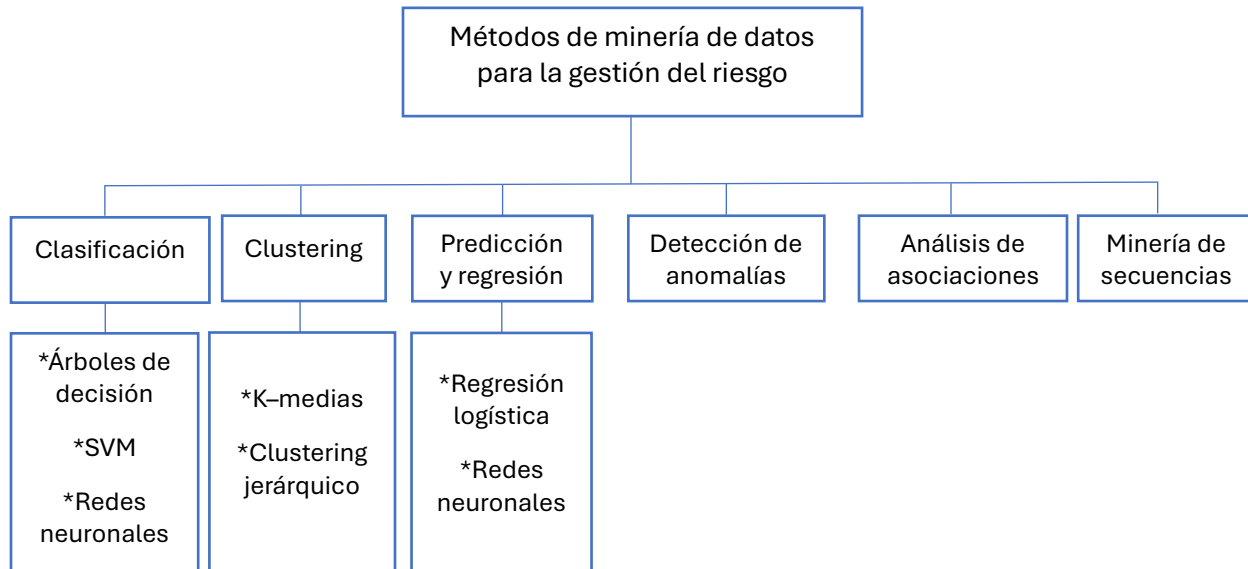 Métodos de minería de datos
para la gestión del riesgo
Clasificación
Clustering
Predicción
y regresión
Detección de
anomalías
Análisis de
asociaciones
Minería de
secuencias
*Árboles de
decisión
*SVM
*Redes
neuronales
*K–medias
*Clustering
jerárquico
*Regresión
logística
*Redes
neuronales